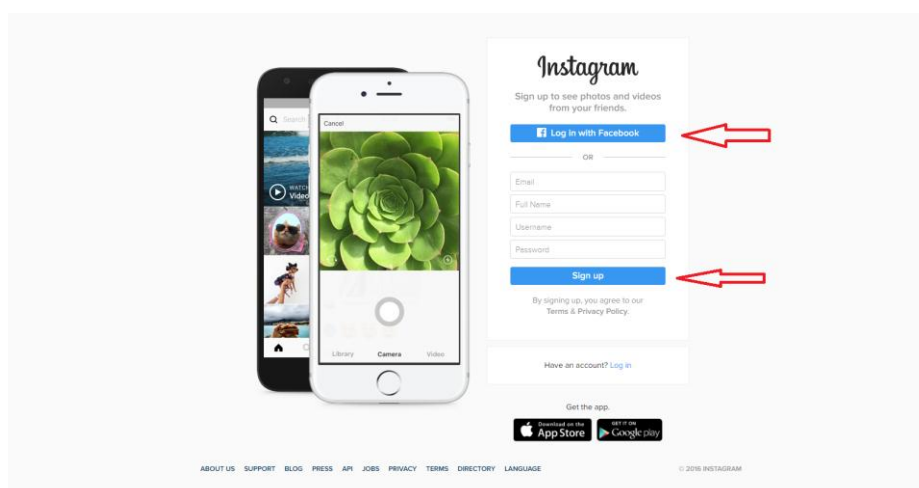 Instagram
Sign up to see photos and videos
from your friends.
Log in with Facebook
OR
Email
Full Name
Username
Password
Sign up
By signing up, you agree to our
Terms & Privacy Policy.
Have an account? Log in
Get the app.
Download on the
App Store
GET IT ON
Google play
Search
WATCH
Video
Cancel
Library Camera Video
ABOUT US SUPPORT BLOG PRESS API JOBS PRIVACY TERMS DIRECTORY LANGUAGE
© 2016 INSTAGRAM